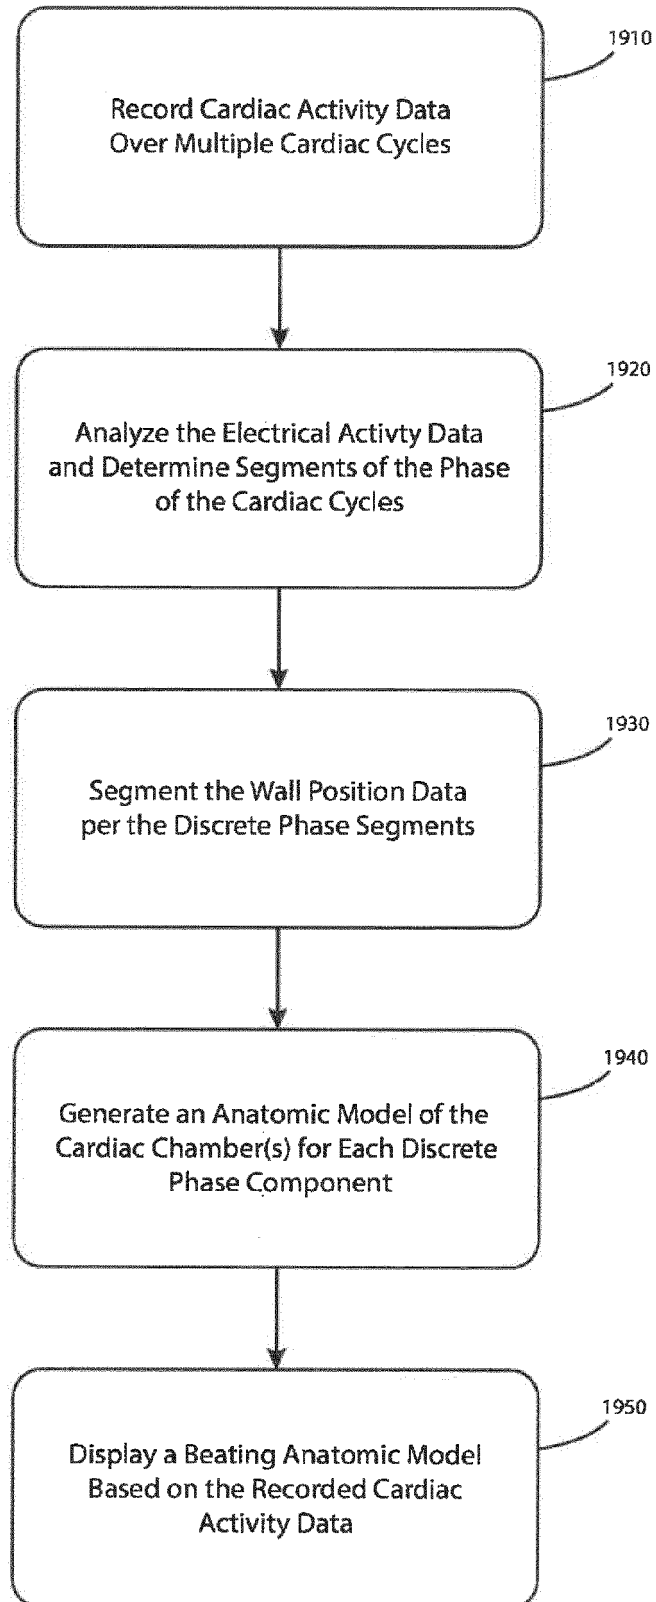 1910
Record Cardiac Activity Data
Over Multiple Cardiac Cycles
1920
Analyze the Electrical Activty Data
and Determine Segments of the Phase
of the Cardiac Cycles
1930
Segment the Wall Position Data
per the Discrete Phase Segments
1940
Generate an Anatomic Model of the
Cardiac Chamber(s) for Each Discrete
Phase Component
1950
Display a Beating Anatomic Model
Based on the Recorded Cardiac
Activity Data